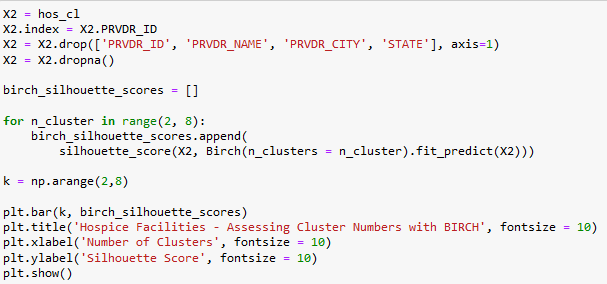 X2 = hos_cl
X2.index = X2.PRVDR_ID
X2 = X2.drop(['PRVDR_ID', 'PRVDR_NAME', 'PRVDR_CITY', 'STATE'], axis=1)
X2 = X2.dropna()

birch_silhouette_scores = []

for n_cluster in range(2, 8):
    birch_silhouette_scores.append(
        silhouette_score(X2, Birch(n_clusters = n_cluster).fit_predict(X2)))

k = np.arange(2,8)

plt.bar(k, birch_silhouette_scores)
plt.title('Hospice Facilities - Assessing Cluster Numbers with BIRCH', fontsize = 10)
plt.xlabel('Number of Clusters', fontsize = 10)
plt.ylabel('Silhouette Score', fontsize = 10)
plt.show()